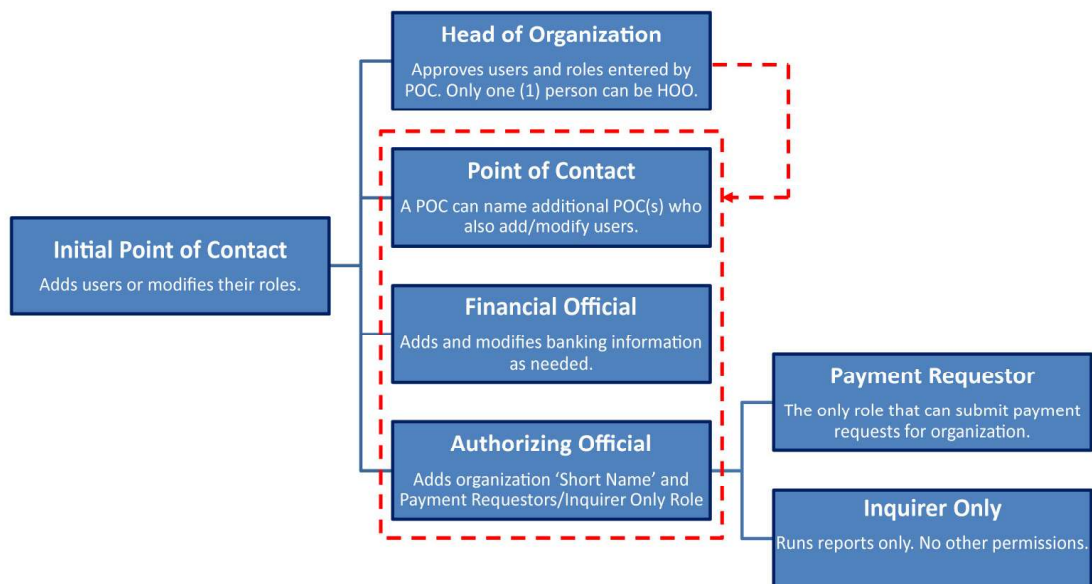 Head of Organization
Approves users and roles entered by
POC. Only one (1) person can be HOO.
Point of Contact
A POC can name additional POC(s) who
also add/modify users.
Initial Point of Contact
Adds users or modifies their roles.
Financial Official
Adds and modifies banking information
as needed.
Authorizing Official
Adds organization ‘Short Name’ and
Payment Requestors/Inquirer Only Role
Payment Requestor
The only role that can submit payment
requests for organization.
Inquirer Only
Runs reports only. No other permissions.